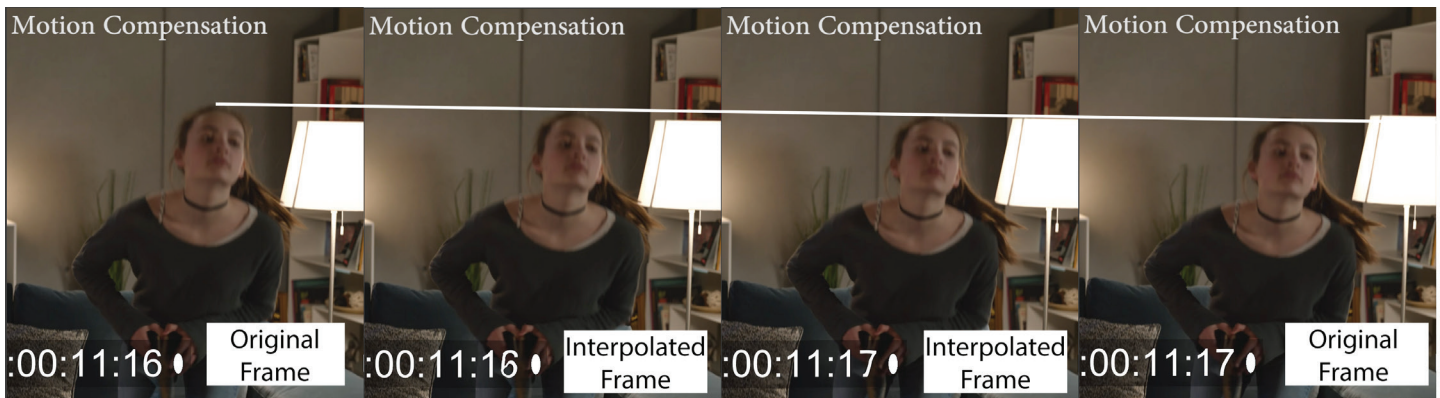 Motion Compensation
Motion Compensation
Motion Compensation
Motion Compensation
:00:11:16
Original
Frame
:00:11:16
Interpolated
Frame
:00:11:17
Interpolated
Frame
:00:11:17
Original
Frame